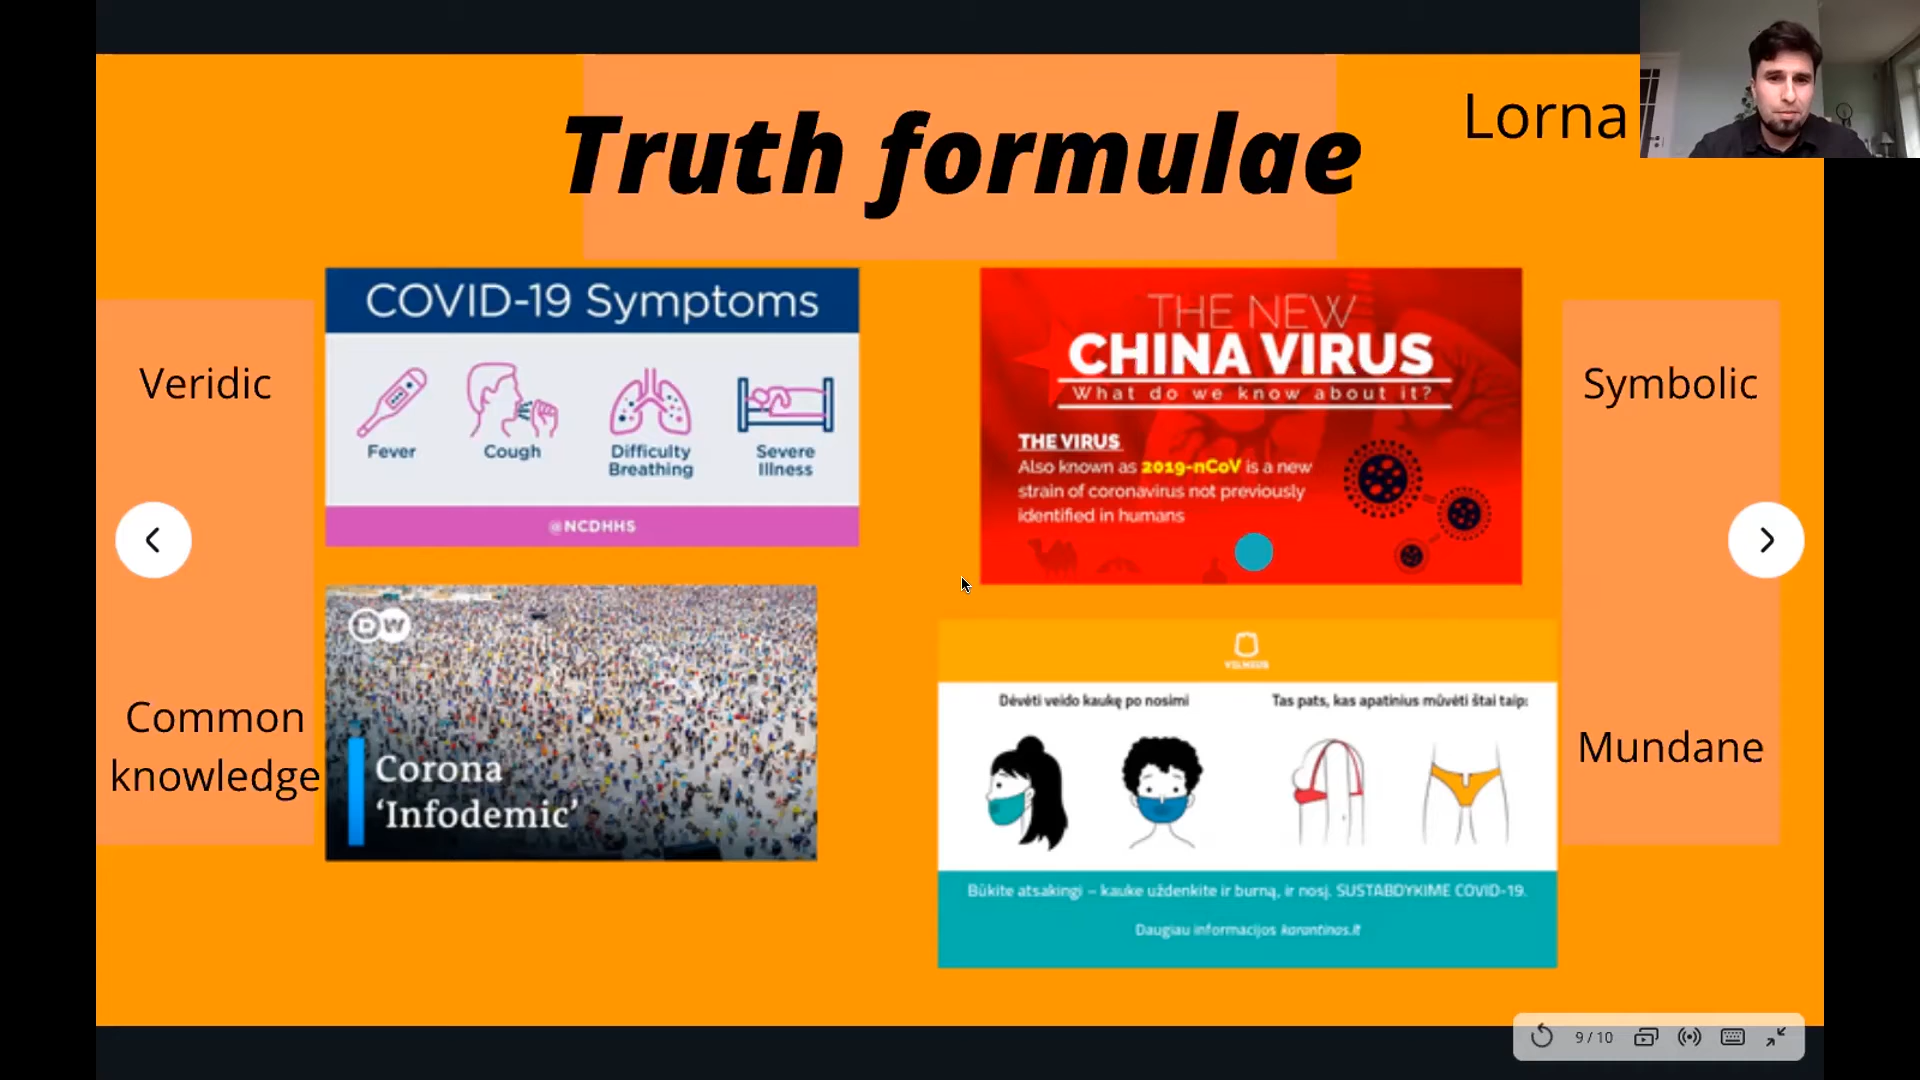 Truth formulae
Lorna
Veridic
COVID-19 Symptoms
Fever
Cough
Difficulty
Breathing
Severe
Illness
@NCDHHS
THE NEW
CHINA VIRUS
What do we know about it?
THE VIRUS
Also known as 2019-nCoV is a new
strain of coronavirus not previously
identified in humans
Symbolic
Common
knowledge
DW
Corona
‘Infodemic’
VILNIUS
Dėvėti veido kaukę po nosimi
Tas pats, kas apatinius mūvėti štai taip:
Būkite atsakingi – kauke uždenkite ir burną, ir nosį. SUSTABDYKIME COVID-19.
Daugiau informacijos karantinas.lt
Mundane
9 / 10